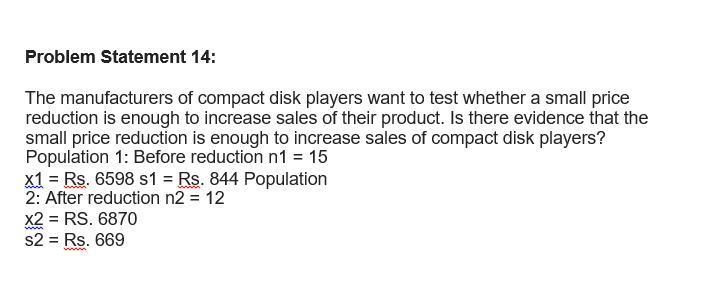 Problem Statement 14:
The manufacturers of compact disk players want to test whether a small price
reduction is enough to increase sales of their product. Is there evidence that the
small price reduction is enough to increase sales of compact disk players?
Population 1: Before reduction n1 = 15
x1 = Rs. 6598 s1 = Rs. 844 Population
2: After reduction n2 = 12
x2 = RS. 6870
s2 = Rs. 669